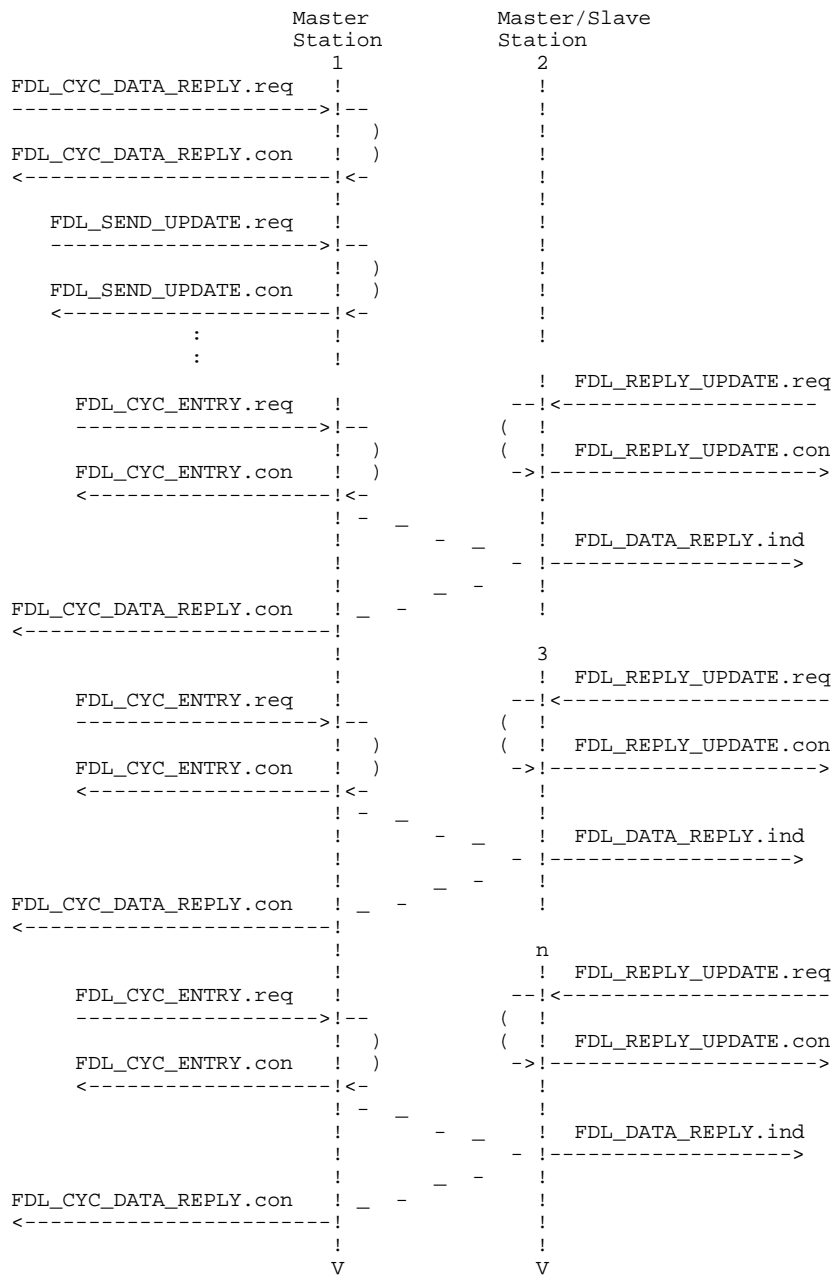 Master Master/Slave
Station Station
1 2
FDL_CYC_DATA_REPLY.req ! !
------------------------>!-- !
! ) !
FDL_CYC_DATA_REPLY.con ! ) !
<------------------------!<- !
! !
FDL_SEND_UPDATE.req ! !
--------------------->!-- !
! ) !
FDL_SEND_UPDATE.con ! ) !
<---------------------!<- !
: ! !
: !
! FDL_REPLY_UPDATE.req
FDL_CYC_ENTRY.req ! --!<--------------------
------------------->!-- ( !
! ) ( ! FDL_REPLY_UPDATE.con
FDL_CYC_ENTRY.con ! ) ->!--------------------->
<-------------------!<- !
! - _ !
! - _ ! FDL_DATA_REPLY.ind
! - !------------------->
! _ - !
FDL_CYC_DATA_REPLY.con ! _ - !
<------------------------!
! 3
! ! FDL_REPLY_UPDATE.req
FDL_CYC_ENTRY.req ! --!<---------------------
------------------->!-- ( !
! ) ( ! FDL_REPLY_UPDATE.con
FDL_CYC_ENTRY.con ! ) ->!--------------------->
<-------------------!<- !
! - _ !
! - _ ! FDL_DATA_REPLY.ind
! - !------------------->
! _ - !
FDL_CYC_DATA_REPLY.con ! _ - !
<------------------------!
! n
! ! FDL_REPLY_UPDATE.req
FDL_CYC_ENTRY.req ! --!<---------------------
------------------->!-- ( !
! ) ( ! FDL_REPLY_UPDATE.con
FDL_CYC_ENTRY.con ! ) ->!--------------------->
<-------------------!<- !
! - _ !
! - _ ! FDL_DATA_REPLY.ind
! - !------------------->
! _ - !
FDL_CYC_DATA_REPLY.con ! _ - !
<------------------------! !
! !
V V